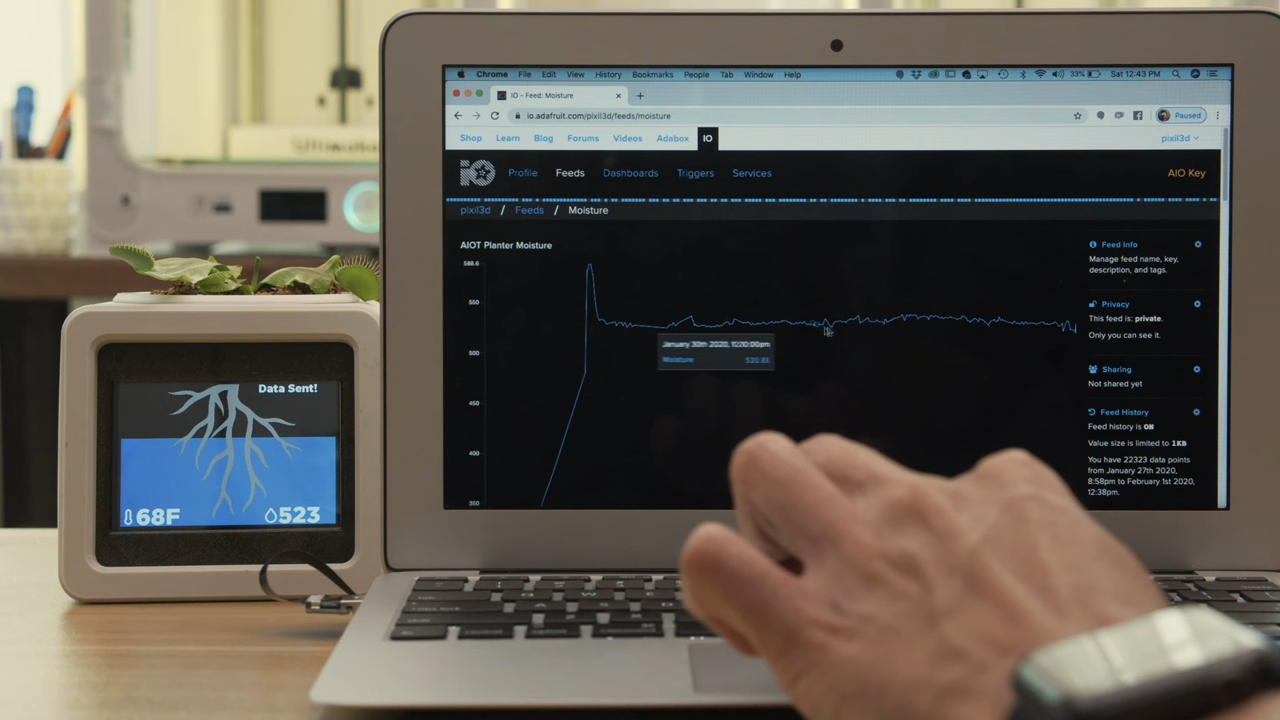 Chrome File Edit View History Bookmarks People Tab Window Help 33% Sat 12:43 PM
IO - Feed: Moisture
io.adafruit.com/pixil3d/feeds/moisture
Paused
Shop Learn Blog Forums Videos Adabox IO
pixil3d
Profile Feeds Dashboards Triggers Services
AIO Key
pixil3d / Feeds / Moisture
AIOT Planter Moisture
588.6
550
500
450
400
350
January 30th 2020,
Moisture
Feed Info
Manage feed name, key,
description, and tags.
Privacy
This feed is: private.
Only you can see it.
Sharing
Not shared yet
Feed History
Feed history is ON
Value size is limited to 1KB
You have 22323 data points
from January 27th 2020,
8:58pm to February 1st 2020,
12:38pm.
Data Sent!
68F
523